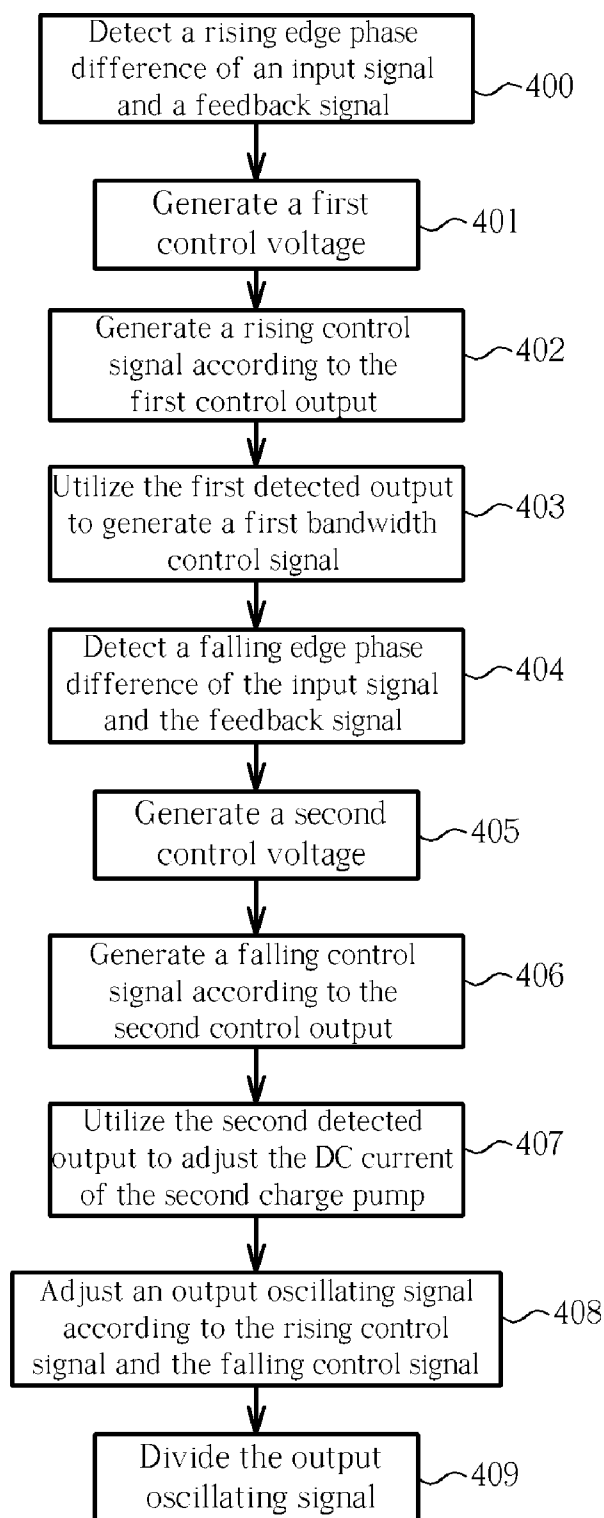 Detect a rising edge phase
difference of an input signal
and a feedback signal
400
Generate a first
control voltage
401
Generate a rising control
signal according to the
first control output
402
Utilize the first detected output
to generate a first bandwidth
control signal
403
Detect a falling edge phase
difference of the input signal
and the feedback signal
404
Generate a second
control voltage
405
Generate a falling control
signal according to the
second control output
406
Utilize the second detected
output to adjust the DC current
of the second charge pump
407
Adjust an output oscillating signal
according to the rising control
signal and the falling control signal
408
Divide the output
oscillating signal
409